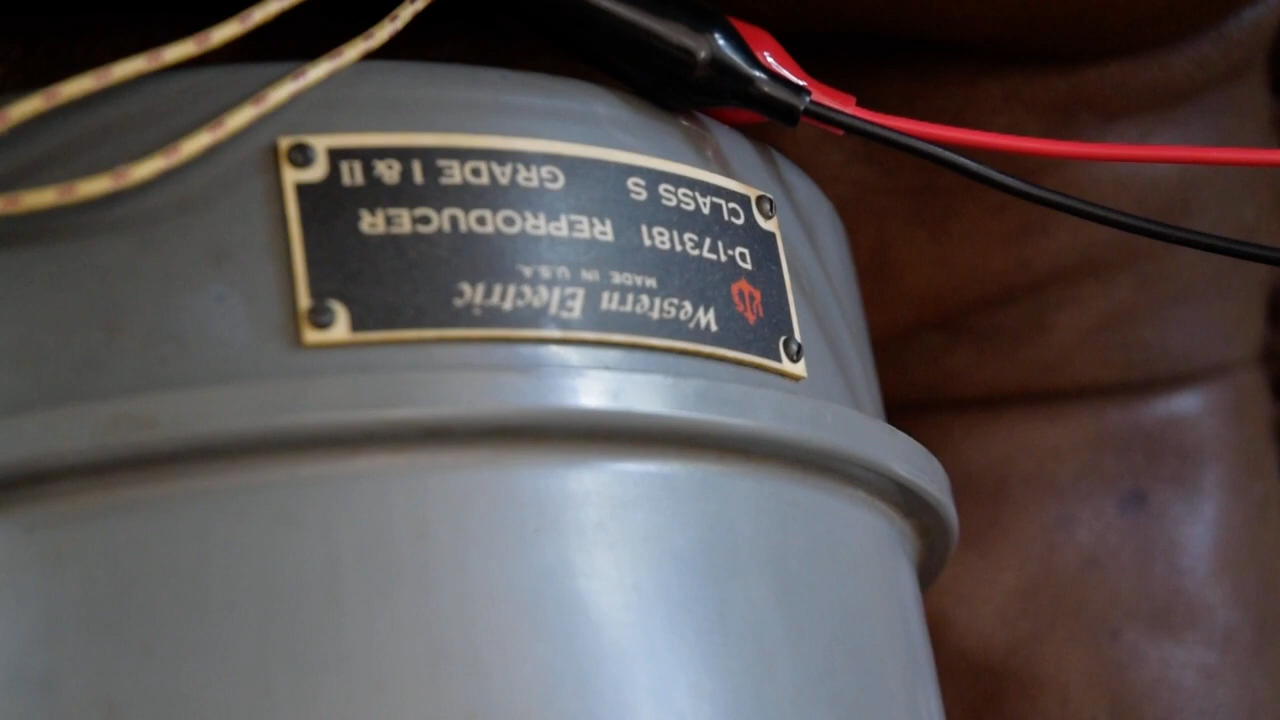 Western Electric
MADE IN U.S.A.
D-173181 REPRODUCER
CLASS S GRADE I & II